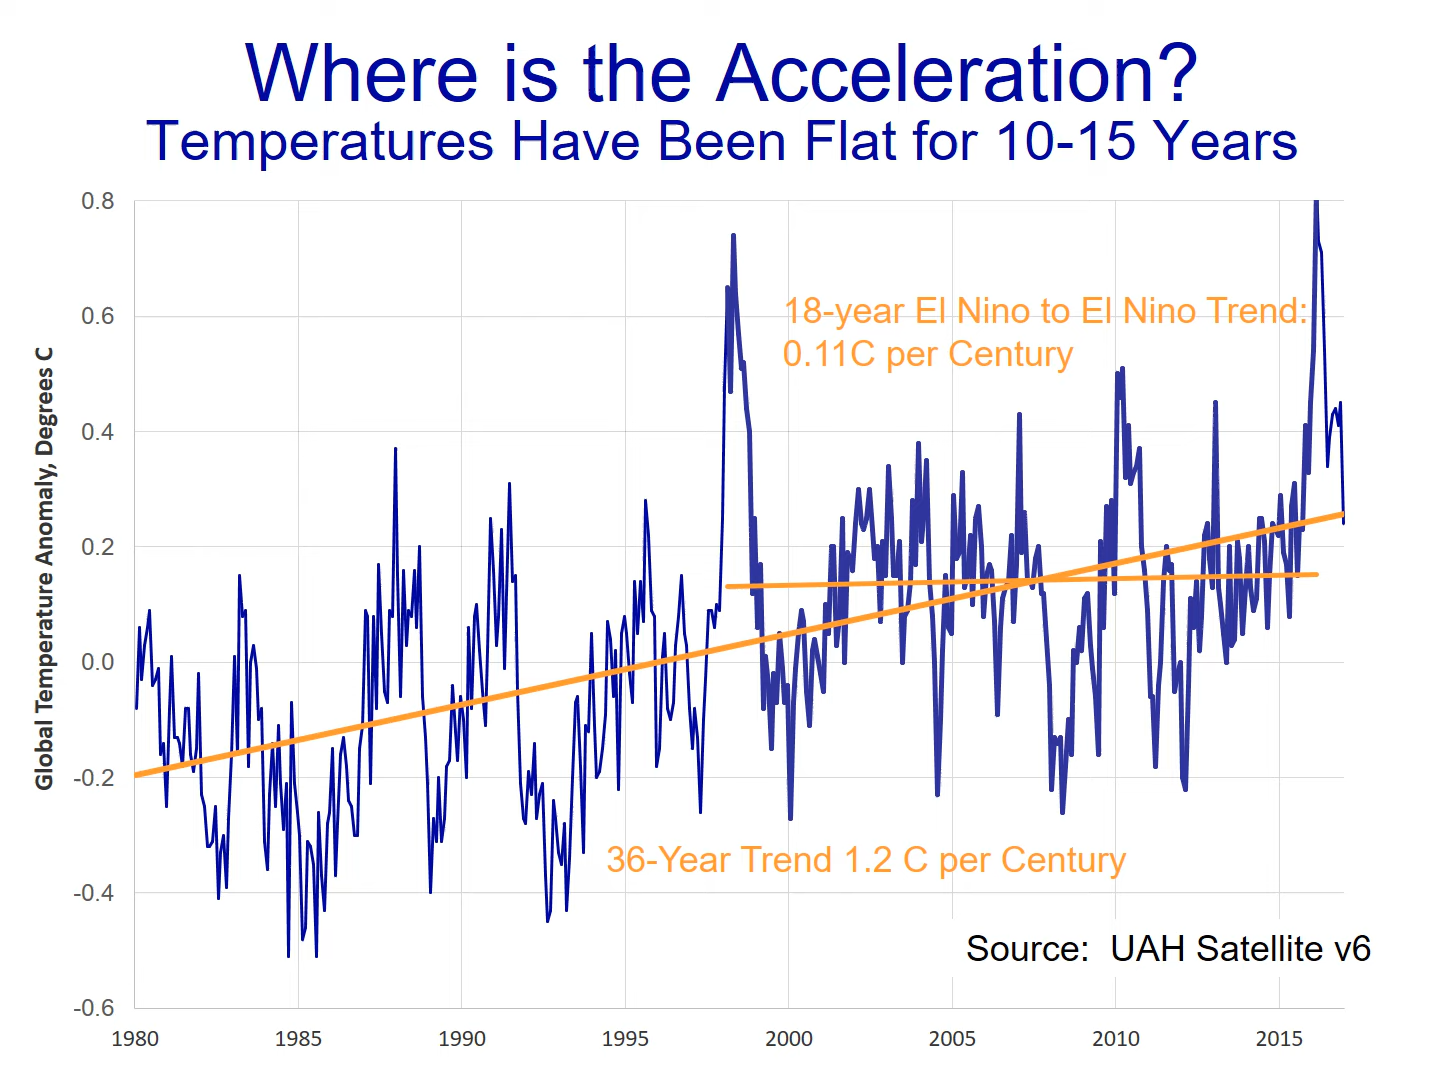 Where is the Acceleration?
Temperatures Have Been Flat for 10-15 Years
0.8
0.6
0.4
0.2
0.0
-0.2
-0.4
-0.6
Global Temperature Anomaly, Degrees C
18-year El Nino to El Nino Trend:
0.11C per Century
36-Year Trend 1.2 C per Century
Source:  UAH Satellite v6
1980 1985 1990 1995 2000 2005 2010 2015